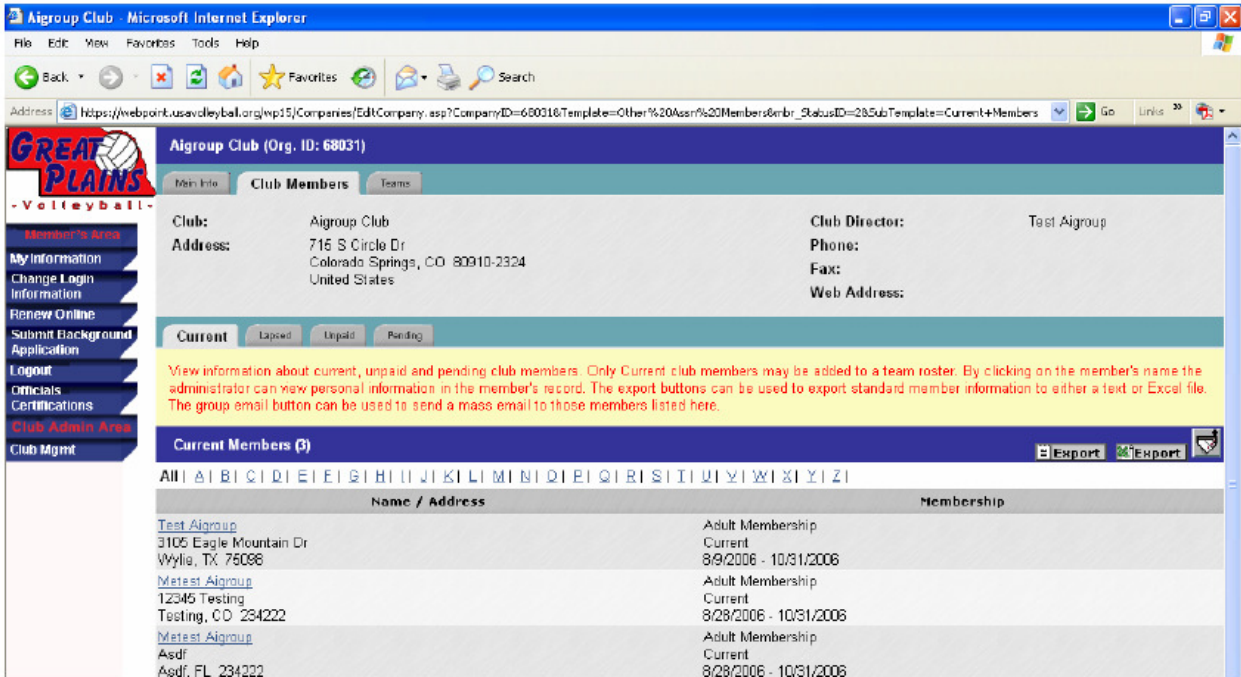 Aigroup Club - Microsoft Internet Explorer
File Edit View Favorites Tools Help
Back Favorites Search
Address https://webpoint.usavolleyball.org/wp15/Companies/EditCompany.asp?CompanyID=68031&Template=Other%20Assn%20Members&mbr_StatusID=2&SubTemplate=Current+Members Go Links »
GREAT PLAINS
-Volleyball-
Member's Area
My Information
Change Login
Information
Renew Online
Submit Background
Application
Logout
Officials
Certifications
Club Admin Area
Club Mgmt
Aigroup Club (Org. ID: 68031)
Main Info Club Members Teams
Club: Aigroup Club Club Director: Test Aigroup
Address: 715 S Circle Dr Phone:
Colorado Springs, CO 80910-2324 Fax:
United States Web Address:
Current Lapsed Unpaid Pending
View information about current, unpaid and pending club members. Only Current club members may be added to a team roster. By clicking on the member's name the
administrator can view personal information in the member's record. The export buttons can be used to export standard member information to either a text or Excel file.
The group email button can be used to send a mass email to those members listed here.
Current Members (3) Export Export
All | A | B | C | D | E | F | G | H | I | J | K | L | M | N | O | P | Q | R | S | T | U | V | W | X | Y | Z |
Name / Address Membership
Test Aigroup Adult Membership
3105 Eagle Mountain Dr Current
Wylie, TX 75098 8/9/2006 - 10/31/2006
Metest Aigroup Adult Membership
12345 Testing Current
Testing, CO 234222 8/28/2006 - 10/31/2006
Metest Aigroup Adult Membership
Asdf Current
Asdf, FL 234222 8/28/2006 - 10/31/2006